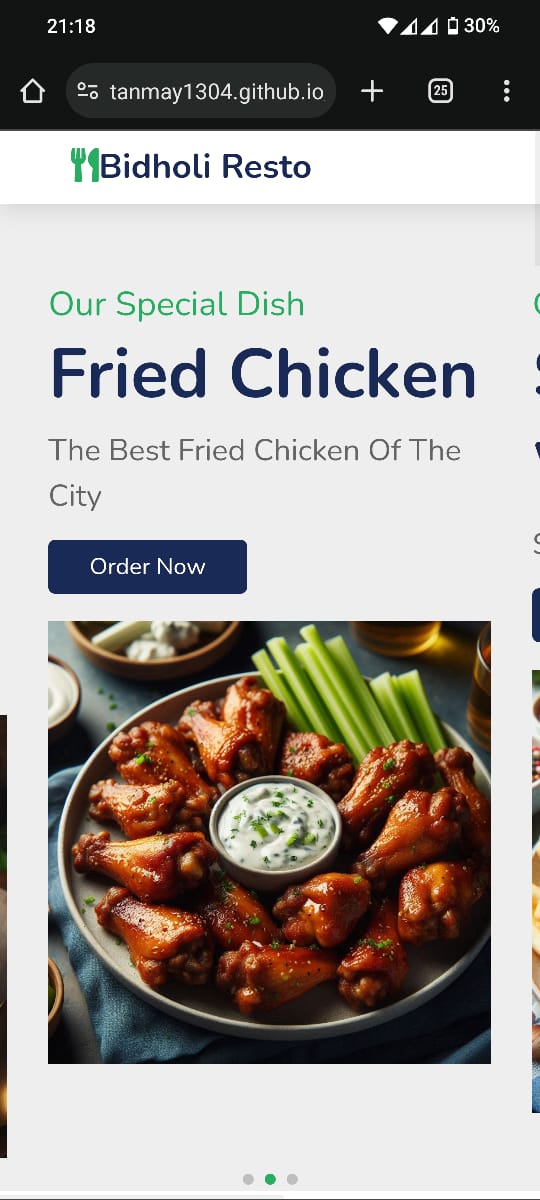 21:18
30%
tanmay1304.github.io
25
Bidholi Resto
Our Special Dish
Fried Chicken
The Best Fried Chicken Of The
City
Order Now